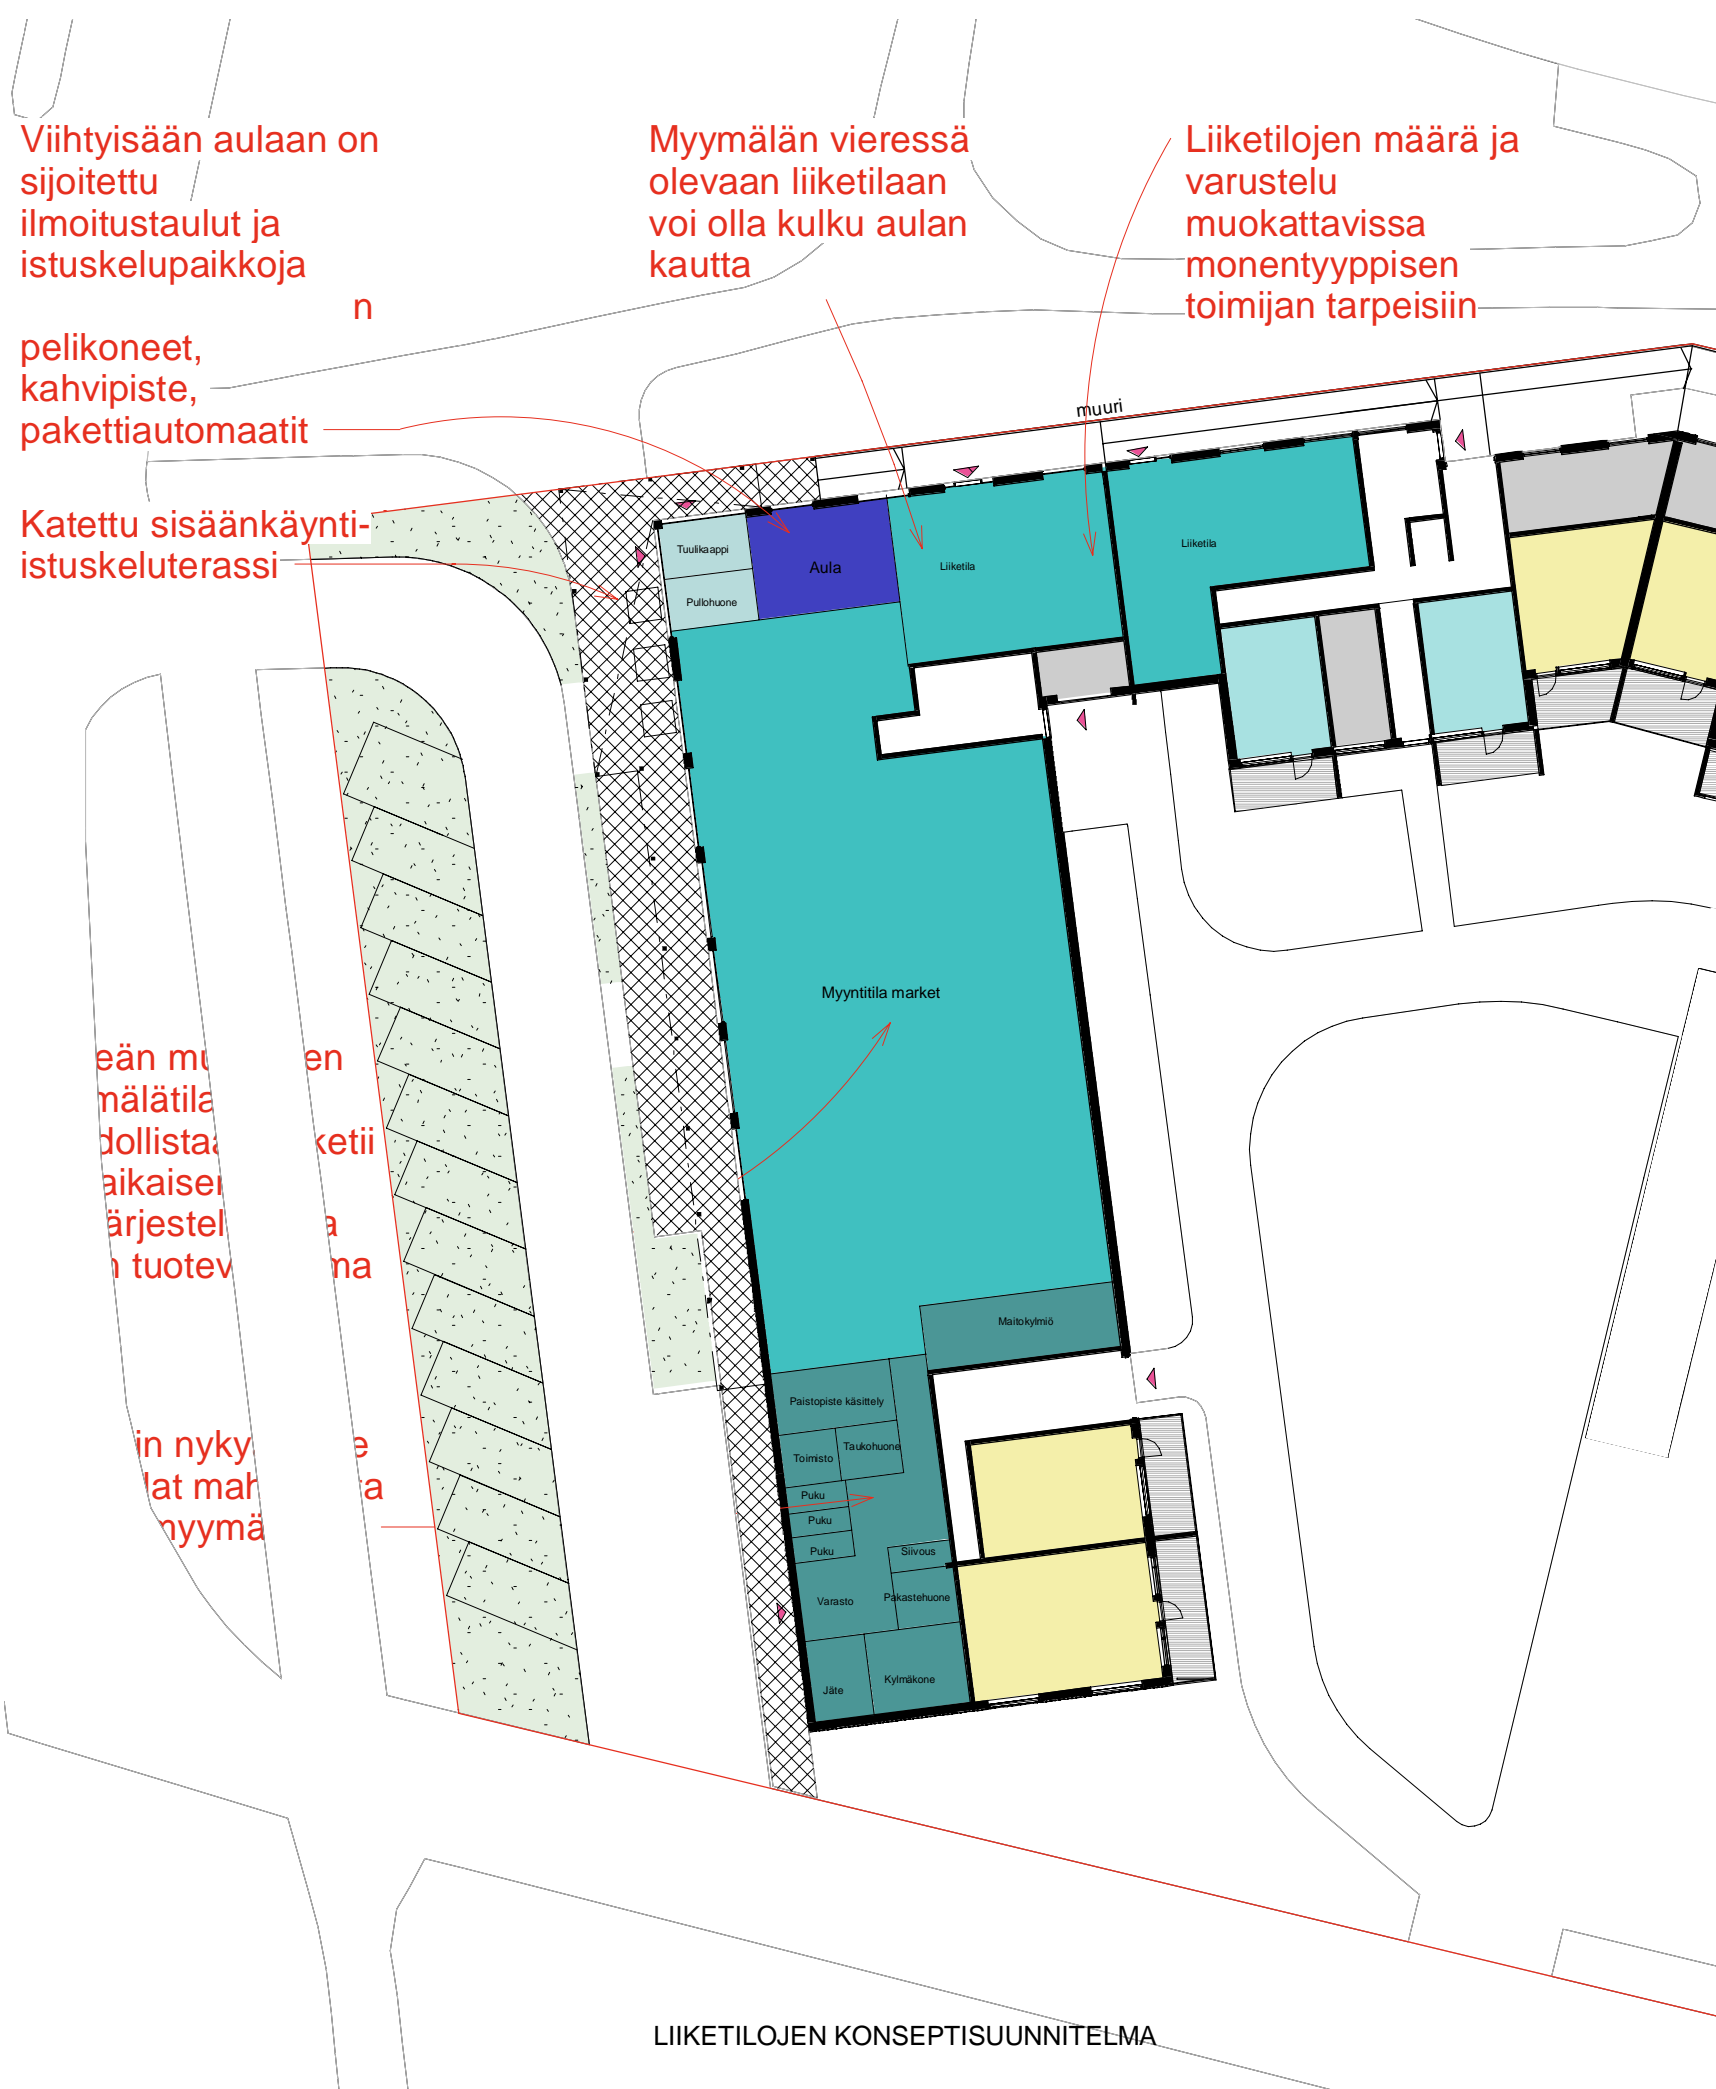 Viihtyisään aulaan on
sijoitettu
ilmoitustaulut ja
istuskelupaikkoja
n
pelikoneet,
kahvipiste,
pakettiautomaatit
Katettu sisäänkäynti-
istuskeluterassi
Myymälän vieressä
olevaan liiketilaan
voi olla kulku aulan
kautta
Liiketilojen määrä ja
varustelu
muokattavissa
monentyyppisen
toimijan tarpeisiin
muuri
Tuulikaappi
Pullohuone
Aula
Liiketila
Liiketila
Myyntitila market
Maitokylmiö
Paistopiste käsittely
Toimisto
Taukohuone
Puku
Puku
Puku
Siivous
Varasto
Pakastehuone
Jäte
Kylmäkone
LIIKETILOJEN KONSEPTISUUNNITELMA